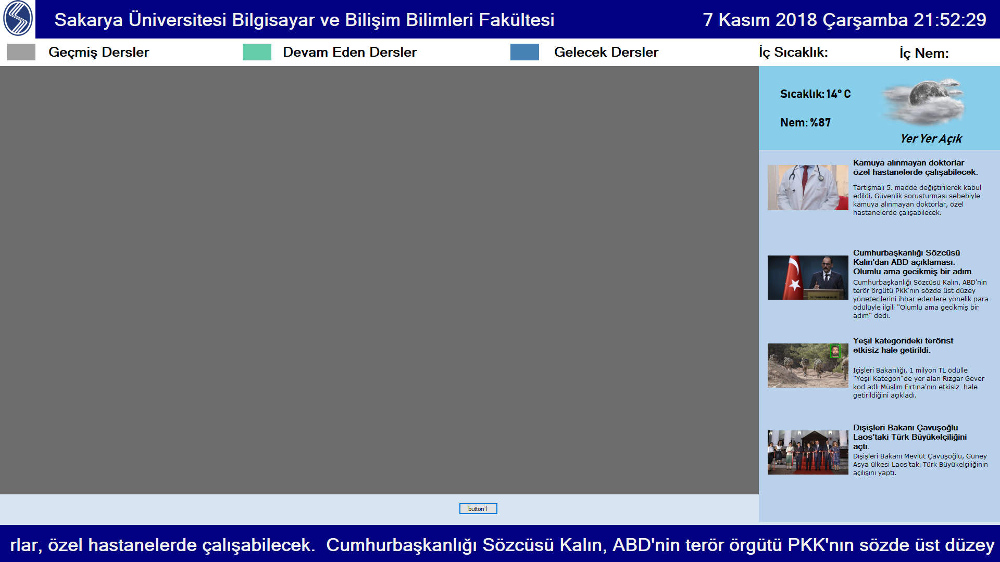 Sakarya Üniversitesi Bilgisayar ve Bilişim Bilimleri Fakültesi
7 Kasım 2018 Çarşamba 21:52:29
Geçmiş Dersler
Devam Eden Dersler
Gelecek Dersler
İç Sıcaklık:
İç Nem:
Sıcaklık: 14° C
Nem: %87
Yer Yer Açık
Kamuya alınmayan doktorlar
özel hastanelerde çalışabilecek.
Tartışmalı 5. madde değiştirilerek kabul
edildi. Güvenlik soruşturması sebebiyle
kamuya alınmayan doktorlar, özel
hastanelerde çalışabilecek.
Cumhurbaşkanlığı Sözcüsü
Kalın'dan ABD açıklaması:
Olumlu ama gecikmiş bir adım.
Cumhurbaşkanlığı Sözcüsü Kalın, ABD'nin
terör örgütü PKK'nın sözde üst düzey
yönetecilerini ihbar edenlere yönelik para
ödülüyle ilgili "Olumlu ama gecikmiş bir
adım" dedi.
Yeşil kategorideki terörist
etkisiz hale getirildi.
İçişleri Bakanlığı, 1 milyon TL ödülle
"Yeşil Kategori"de yer alan Rızgar Gever
kod adlı Müslim Fırtına'nın etkisiz  hale
getirildiğini açıkladı.
Dışişleri Bakanı Çavuşoğlu
Laos'taki Türk Büyükelçiliğini
açtı.
Dışişleri Bakanı Mevlüt Çavuşoğlu, Güney
Asya ülkesi Laos’taki Türk Büyükelçiliğinin
açılışını yaptı.
button1
rlar, özel hastanelerde çalışabilecek.  Cumhurbaşkanlığı Sözcüsü Kalın, ABD'nin terör örgütü PKK'nın sözde üst düzey